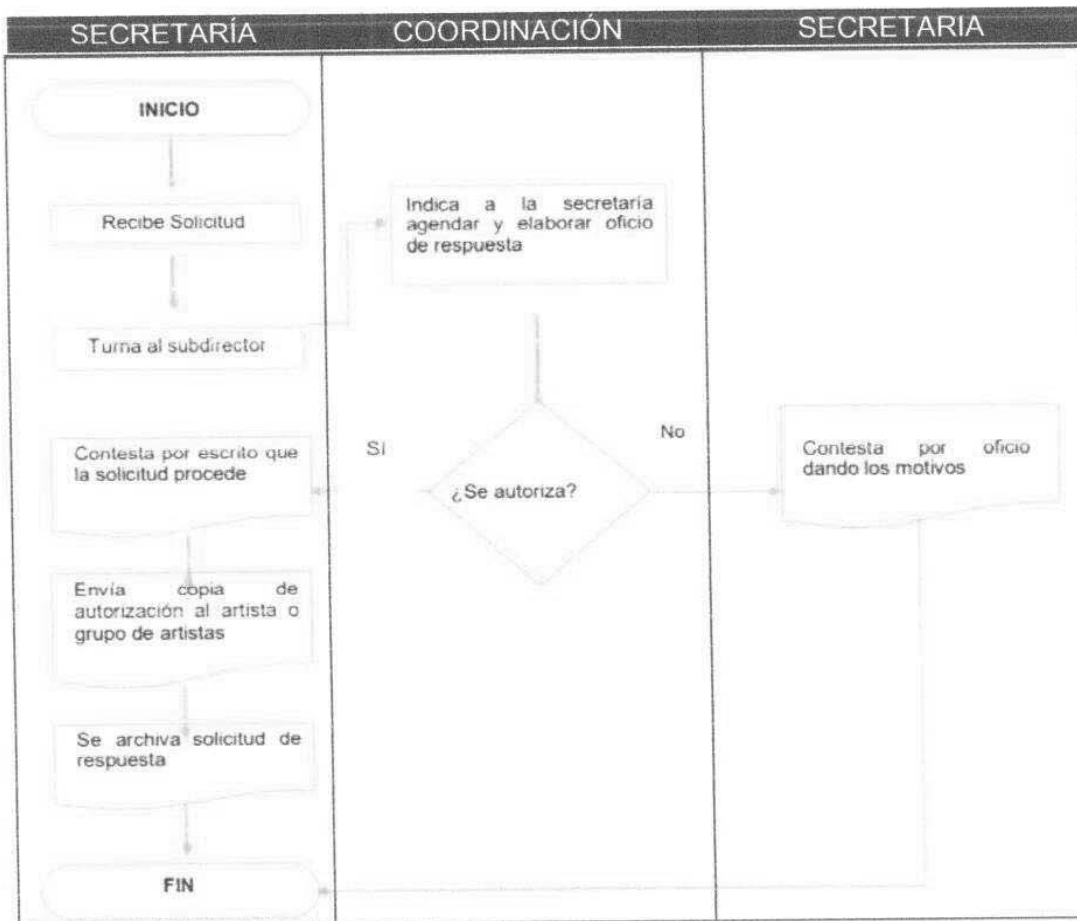 SECRETARÍA
COORDINACIÓN
SECRETARIA
INICIO
Recibe Solicitud
Turna al subdirector
Indica a la secretaría
agendar y elaborar oficio
de respuesta
¿Se autoriza?
Sí
No
Contesta por escrito que
la solicitud procede
Envía copia de
autorización al artista o
grupo de artistas
Se archiva solicitud de
respuesta
FIN
Contesta por oficio
dando los motivos